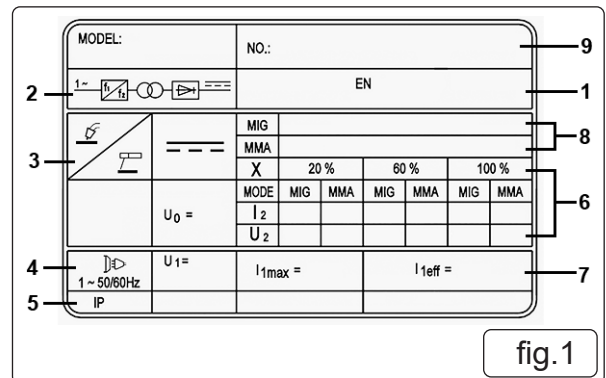 MODEL: NO.: 9
2 1~ f1 f2 EN 1
MIG 8
MMA
3 X 20 % 60 % 100 %
MODE MIG MMA MIG MMA MIG MMA 6
U0 = I2
U2
4 U1= I1max = I1eff = 7
1~50/60Hz
5 IP
fig.1